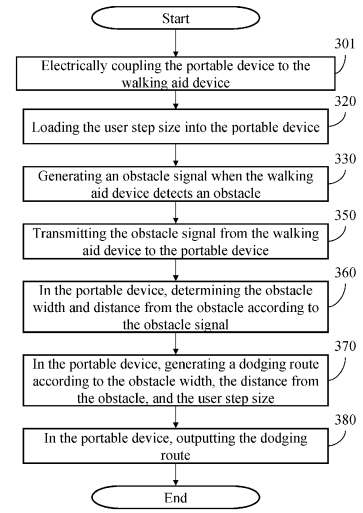 Start
301
Electrically coupling the portable device to the
walking aid device
320
Loading the user step size into the portable device
330
Generating an obstacle signal when the walking
aid device detects an obstacle
350
Transmitting the obstacle signal from the walking
aid device to the portable device
360
In the portable device, determining the obstacle
width and distance from the obstacle according to
the obstacle signal
370
In the portable device, generating a dodging route
according to the obstacle width, the distance from
the obstacle, and the user step size
380
In the portable device, outputting the dodging
route
End